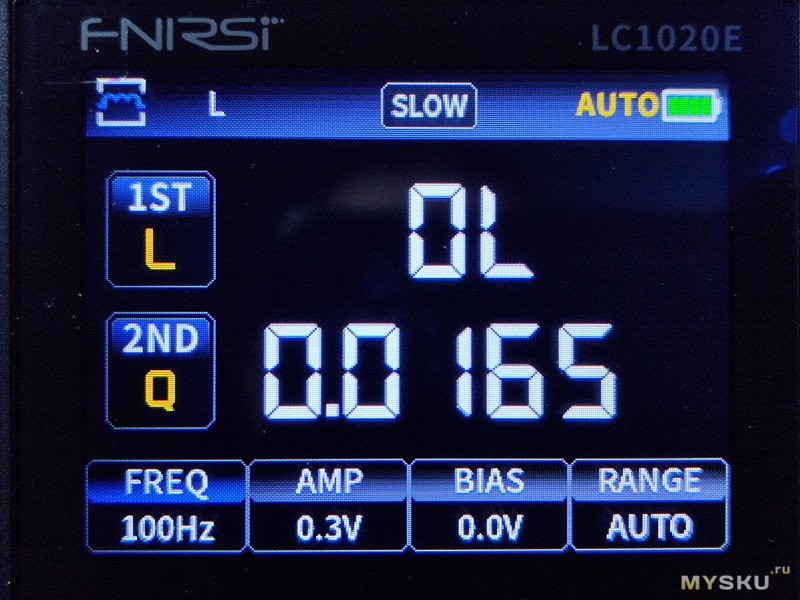 FNIRSI
LC1020E
L SLOW AUTO
1ST
L
OL
2ND
Q
0.0165
FREQ AMP BIAS RANGE
100Hz 0.3V 0.0V AUTO
MYSKU.ru